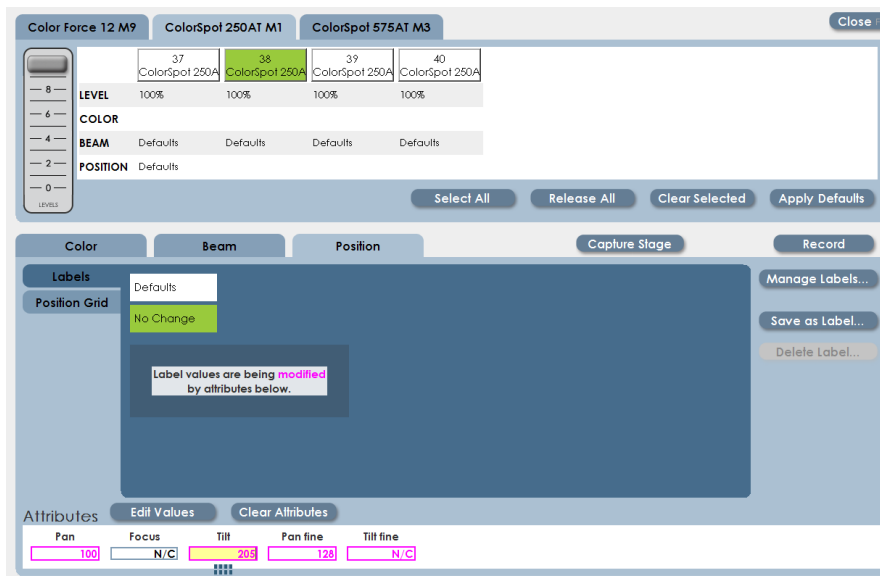 Color Force 12 M9 ColorSpot 250AT M1 ColorSpot 575AT M3 Close
37 38 39 40
ColorSpot 250A ColorSpot 250A ColorSpot 250A ColorSpot 250A
8 LEVEL 100% 100% 100% 100%
6 COLOR
4 BEAM Defaults Defaults Defaults Defaults
2 POSITION Defaults
0
LEVELS
Select All Release All Clear Selected Apply Defaults
Color Beam Position Capture Stage Record
Labels Defaults Manage Labels...
Position Grid No Change Save as Label...
Delete Label...
Label values are being modified
by attributes below.
Attributes Edit Values Clear Attributes
Pan Focus Tilt Pan fine Tilt fine
100 N/C 205 128 N/C